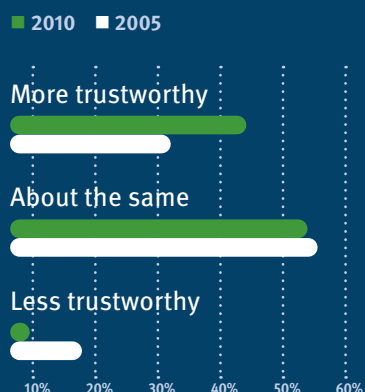 2010 2005
More trustworthy
About the same
Less trustworthy
10% 20% 30% 40% 50% 60%